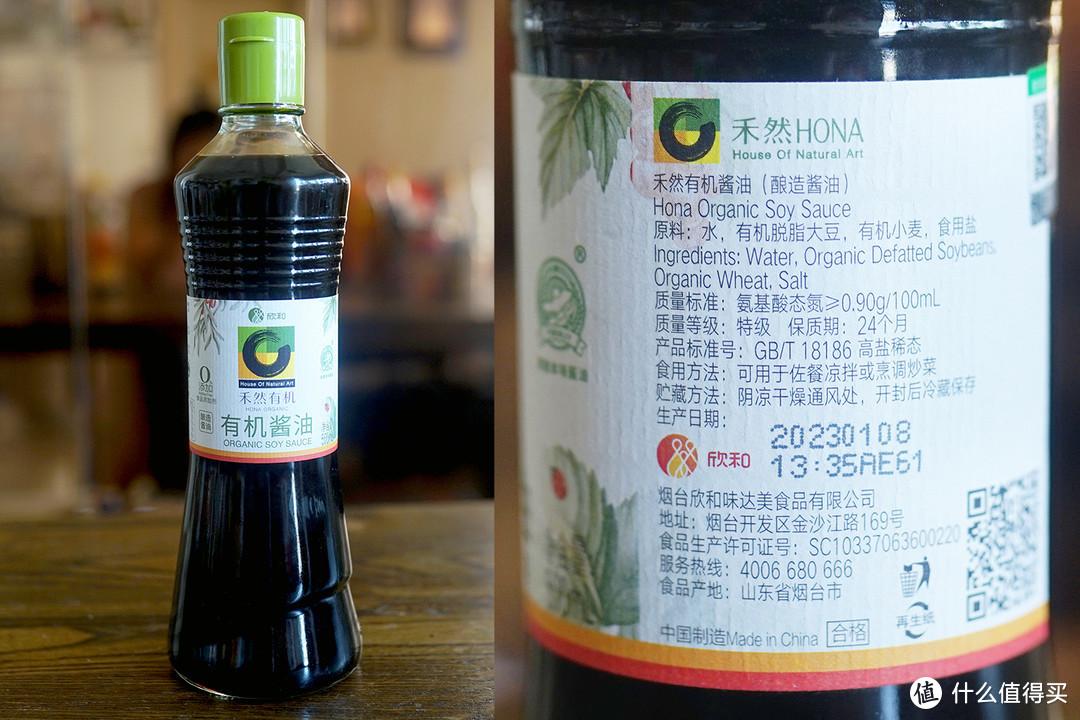 欣和
House Of Natural Art
禾然有机
HONA ORGANIC
有机酱油
ORGANIC SOY SAUCE
0
酿造
酱油
禾然HONA
House Of Natural Art
禾然有机酱油（酿造酱油）
Hona Organic Soy Sauce
原料：水，有机脱脂大豆，有机小麦，食用盐
Ingredients: Water, Organic Defatted Soybeans,
Organic Wheat, Salt
质量标准：氨基酸态氮≥0.90g/100mL
质量等级：特级 保质期：24个月
产品标准号：GB/T 18186 高盐稀态
食用方法：可用于佐餐凉拌或烹调炒菜
贮藏方法：阴凉干燥通风处，开封后冷藏保存
生产日期：
20230108
13:35AE61
欣和
烟台欣和味达美食品有限公司
地址：烟台开发区金沙江路169号
食品生产许可证号：SC10337063600220
服务热线：4006 680 666
食品产地：山东省烟台市
再生纸
中国制造Made in China 合格
值 什么值得买